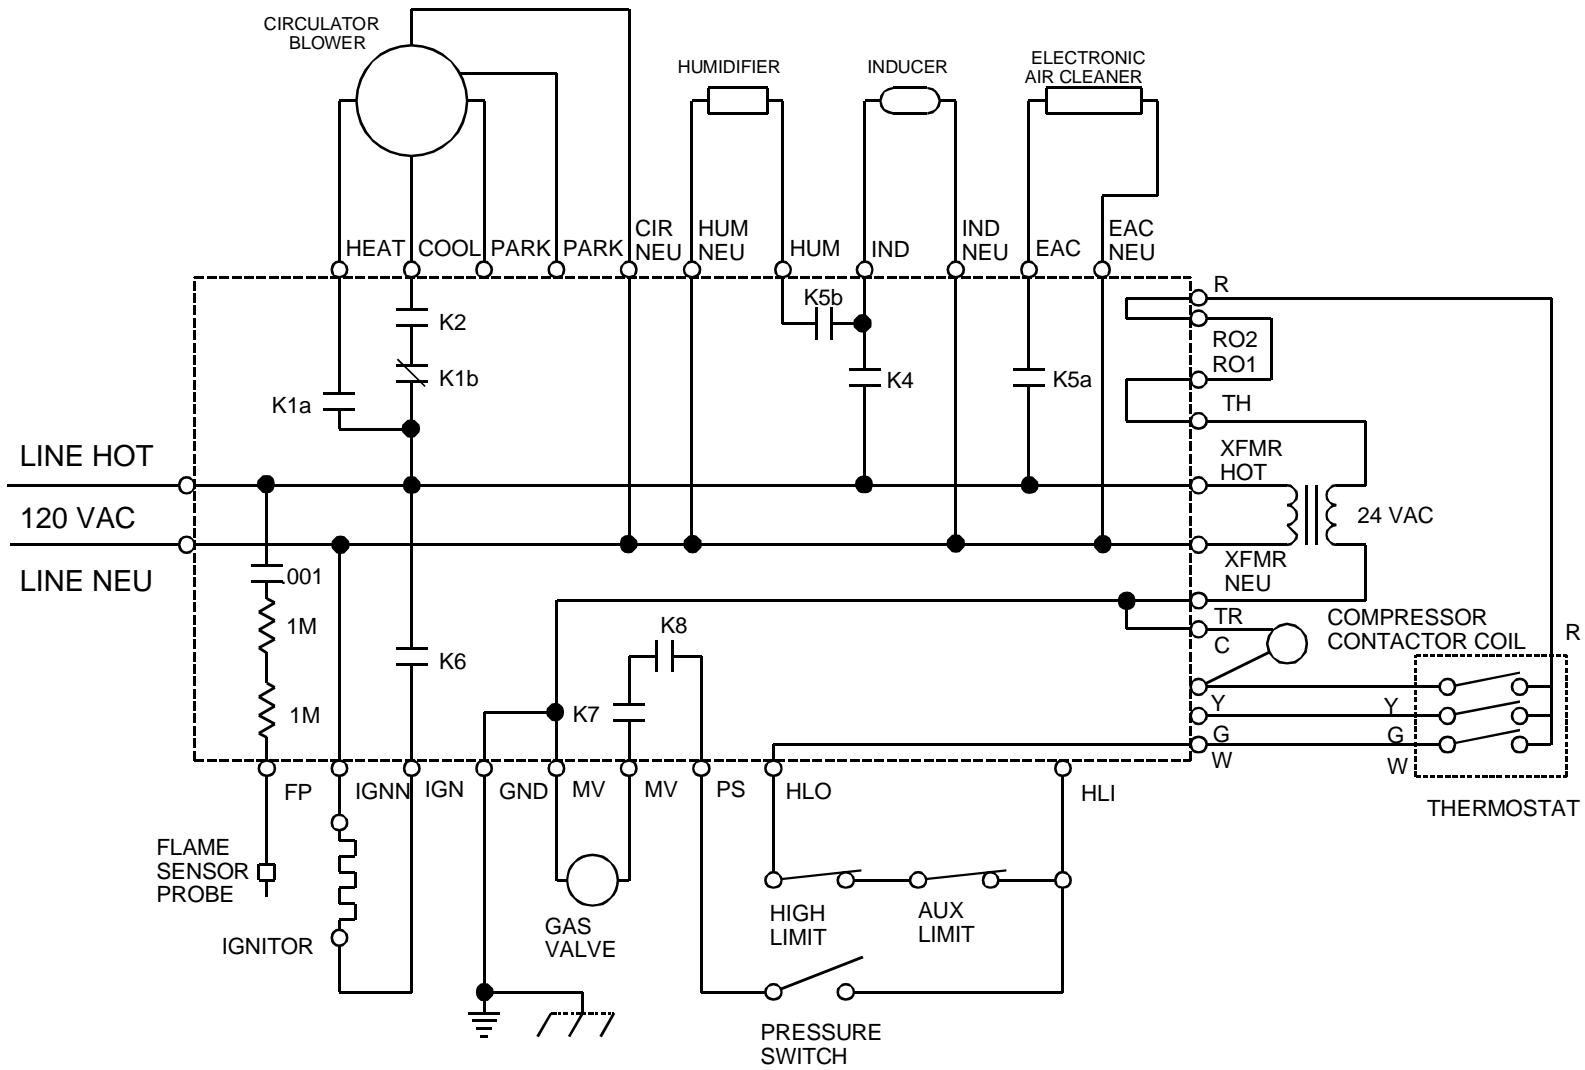 CIRCULATOR
BLOWER
HUMIDIFIER
INDUCER
ELECTRONIC
AIR CLEANER
HEAT
COOL
PARK
PARK
CIR
NEU
HUM
NEU
HUM
IND
IND
NEU
EAC
EAC
NEU
R
K5b
K2
RO2
RO1
K1b
K4
K5a
K1a
TH
LINE HOT
XFMR
HOT
120 VAC
24 VAC
LINE NEU
.001
XFMR
NEU
1M
K8
TR
C
COMPRESSOR
CONTACTOR COIL
R
K6
1M
K7
Y
Y
G
G
W
W
FP
IGNN
IGN
GND
MV
MV
PS
HLO
HLI
THERMOSTAT
FLAME
SENSOR
PROBE
IGNITOR
GAS
VALVE
HIGH
LIMIT
AUX
LIMIT
PRESSURE
SWITCH